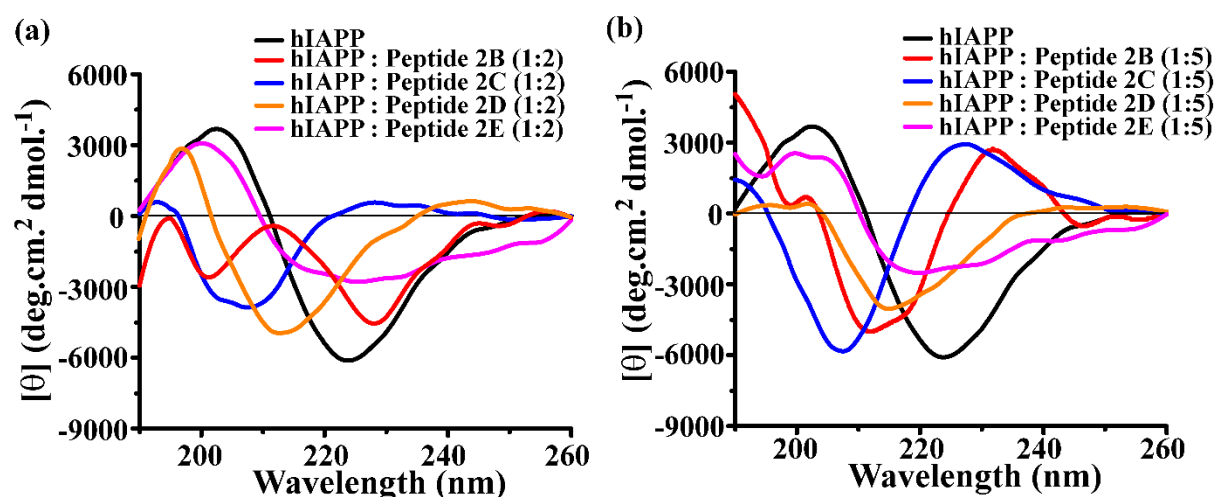 (a)
hIAPP
hIAPP : Peptide 2B (1:2)
hIAPP : Peptide 2C (1:2)
hIAPP : Peptide 2D (1:2)
hIAPP : Peptide 2E (1:2)
6000
3000
0
-3000
-6000
-9000
[θ] (deg.cm.² dmol.⁻¹)
200
220
240
260
Wavelength (nm)
(b)
hIAPP
hIAPP : Peptide 2B (1:5)
hIAPP : Peptide 2C (1:5)
hIAPP : Peptide 2D (1:5)
hIAPP : Peptide 2E (1:5)
6000
3000
0
-3000
-6000
-9000
[θ] (deg.cm.² dmol.⁻¹)
200
220
240
260
Wavelength (nm)